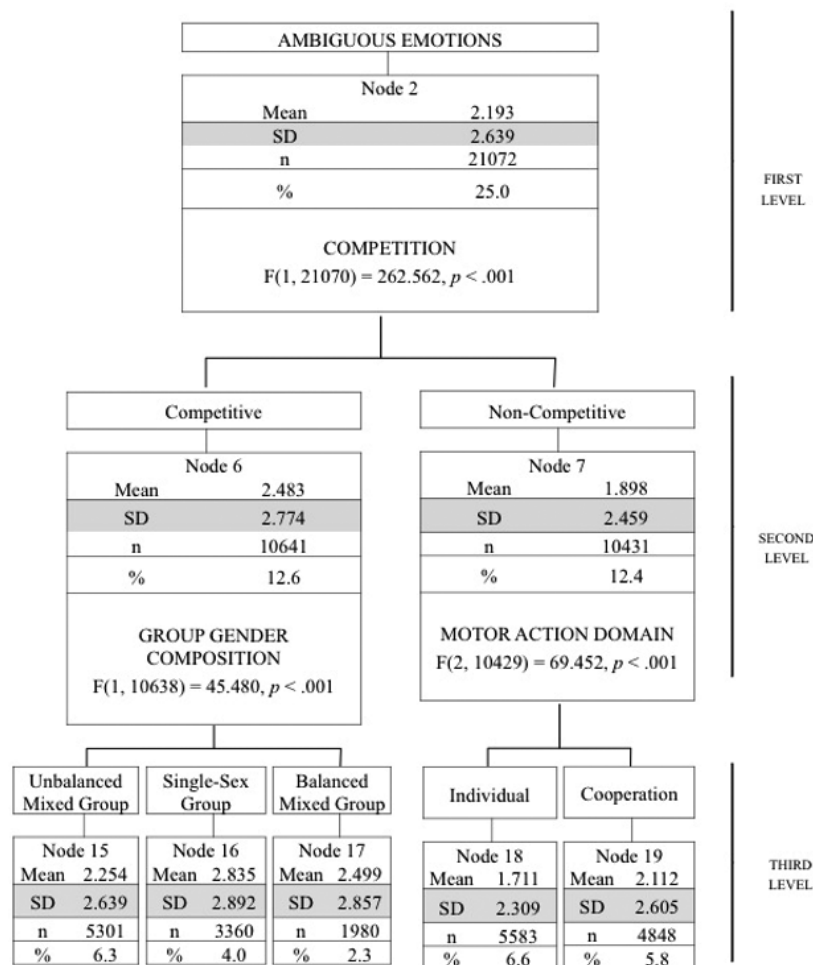 AMBIGUOUS EMOTIONS
Node 2
Mean 2.193
SD 2.639
n 21072
% 25.0
COMPETITION
F(1, 21070) = 262.562, p < .001
FIRST
LEVEL
Competitive
Node 6
Mean 2.483
SD 2.774
n 10641
% 12.6
GROUP GENDER
COMPOSITION
F(1, 10638) = 45.480, p < .001
Non-Competitive
Node 7
Mean 1.898
SD 2.459
n 10431
% 12.4
MOTOR ACTION DOMAIN
F(2, 10429) = 69.452, p < .001
SECOND
LEVEL
Unbalanced
Mixed Group
Node 15
Mean 2.254
SD 2.639
n 5301
% 6.3
Single-Sex
Group
Node 16
Mean 2.835
SD 2.892
n 3360
% 4.0
Balanced
Mixed Group
Node 17
Mean 2.499
SD 2.857
n 1980
% 2.3
Individual
Node 18
Mean 1.711
SD 2.309
n 5583
% 6.6
Cooperation
Node 19
Mean 2.112
SD 2.605
n 4848
% 5.8
THIRD
LEVEL